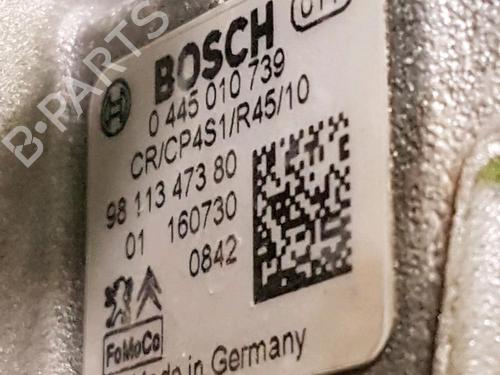 BOSCH
0 445 010 739
CR/CP4S1/R45/10
98 113 473 80
01 160730
0842
FoMoCo
Made in Germany
B·PARTS